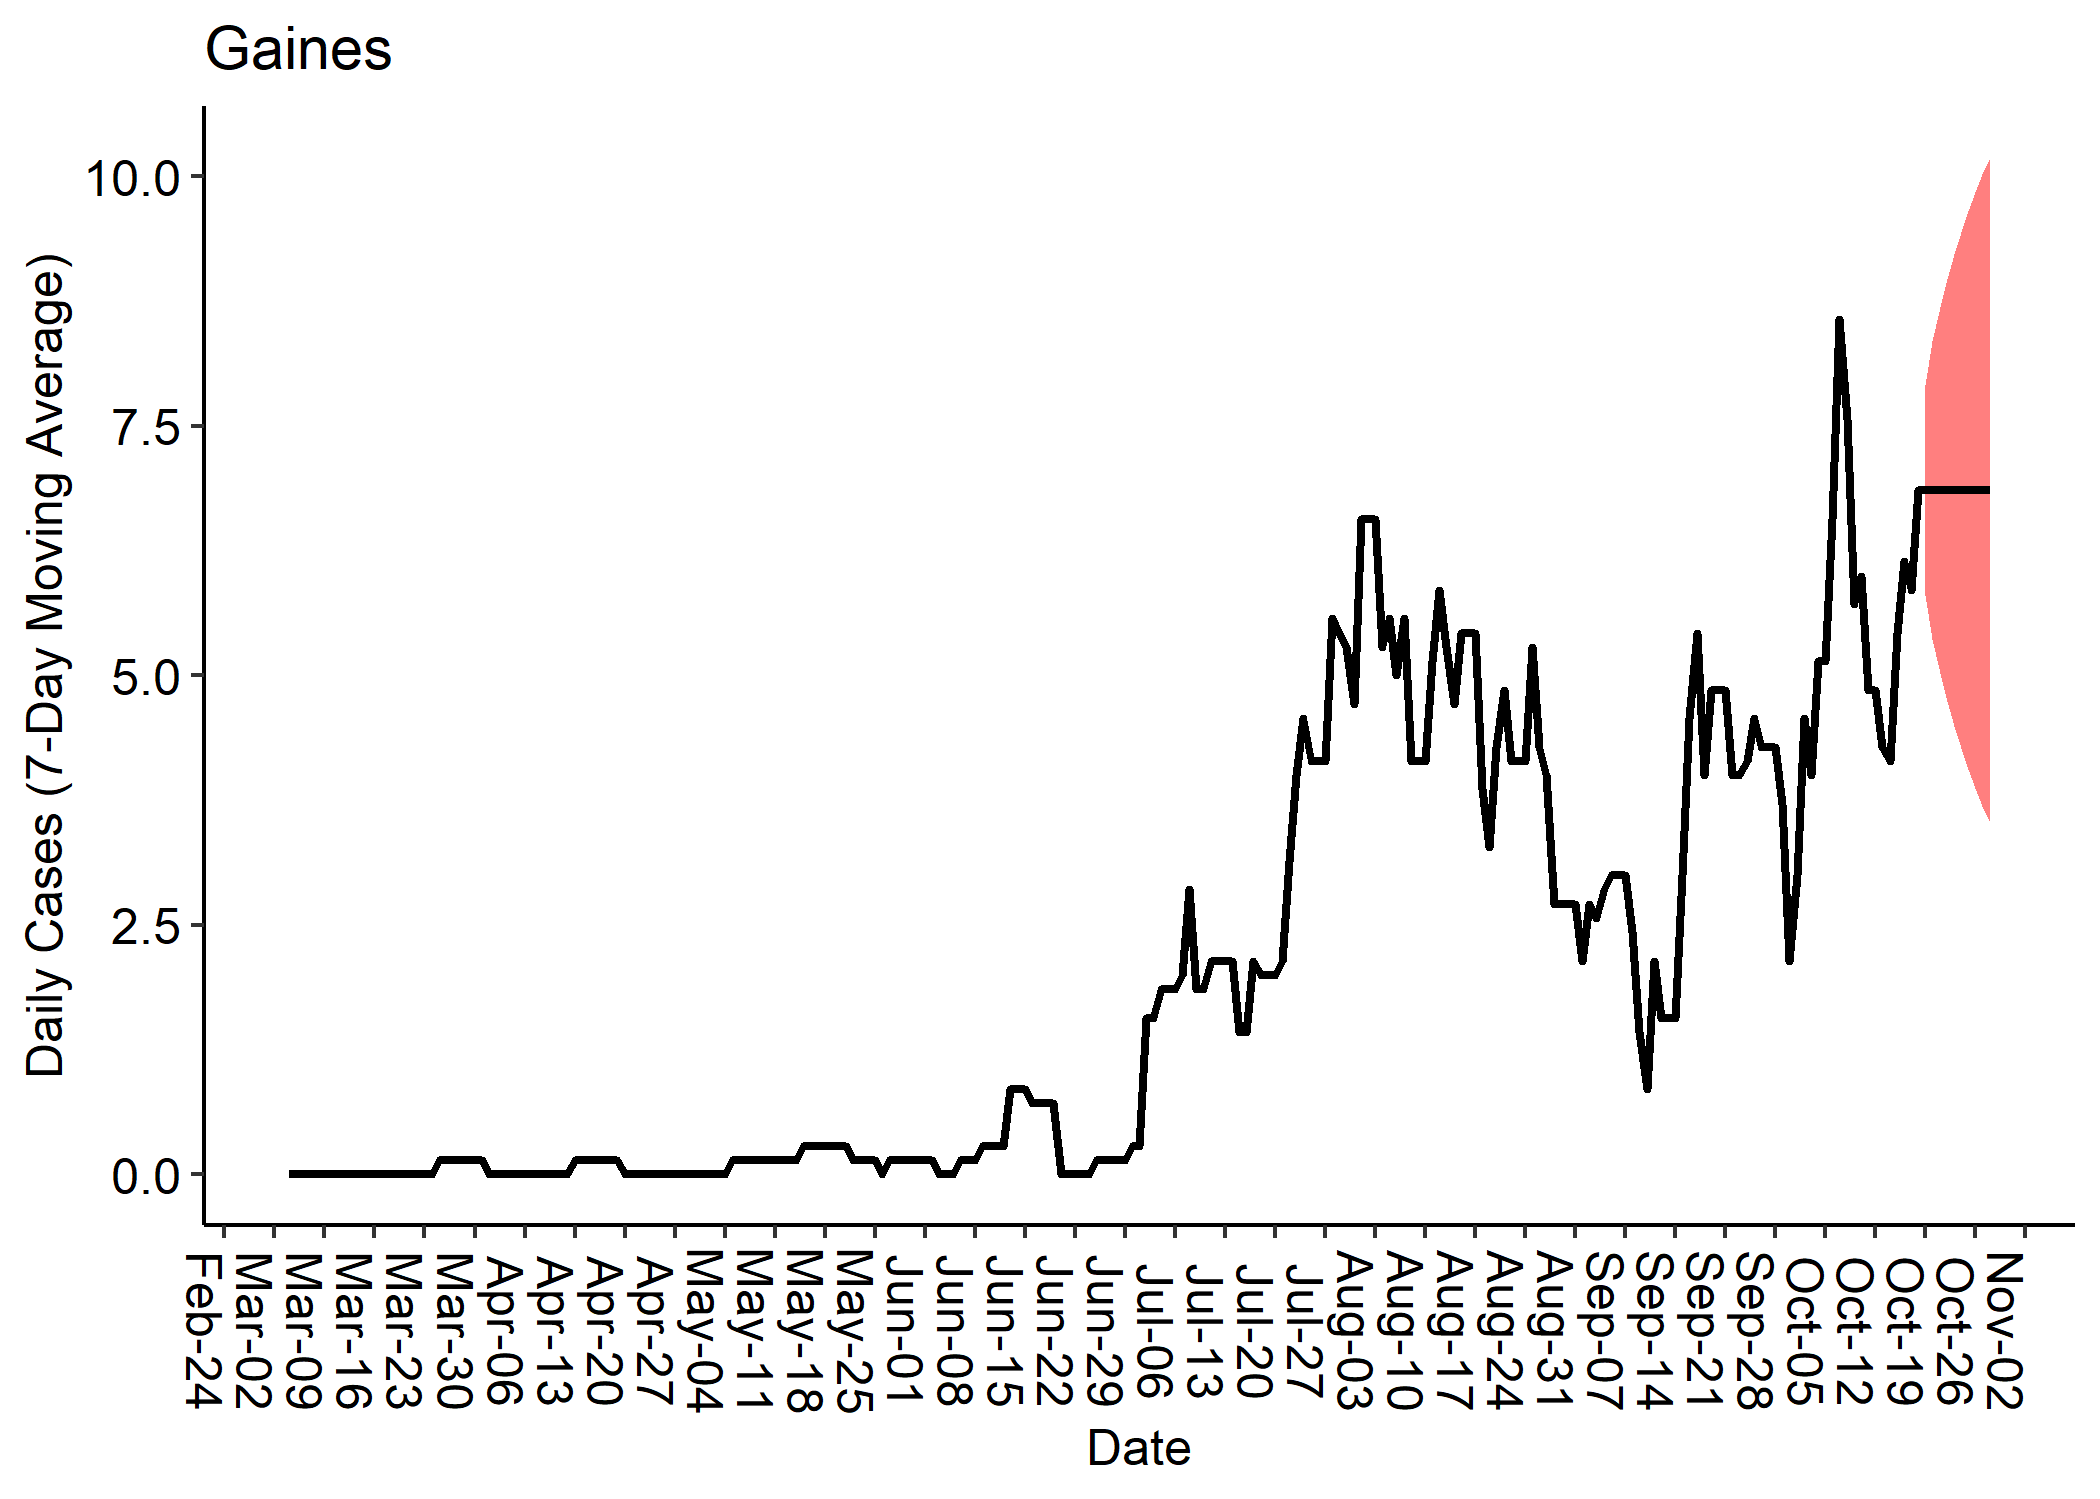 Gaines
Daily Cases (7-Day Moving Average)
10.0
7.5
5.0
2.5
0.0
Feb-24
Mar-02
Mar-09
Mar-16
Mar-23
Mar-30
Apr-06
Apr-13
Apr-20
Apr-27
May-04
May-11
May-18
May-25
Jun-01
Jun-08
Jun-15
Jun-22
Jun-29
Jul-06
Jul-13
Jul-20
Jul-27
Aug-03
Aug-10
Aug-17
Aug-24
Aug-31
Sep-07
Sep-14
Sep-21
Sep-28
Oct-05
Oct-12
Oct-19
Oct-26
Nov-02
Date